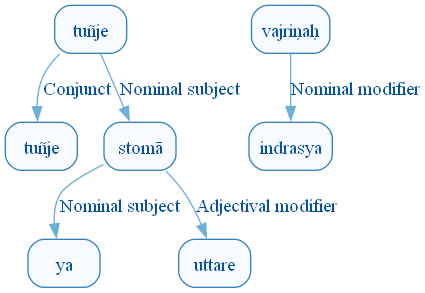 tuñje vajriṇaḥ
Conjunct Nominal subject Nominal modifier
tuñje stomā indrasya
Nominal subject Adjectival modifier
ya uttare